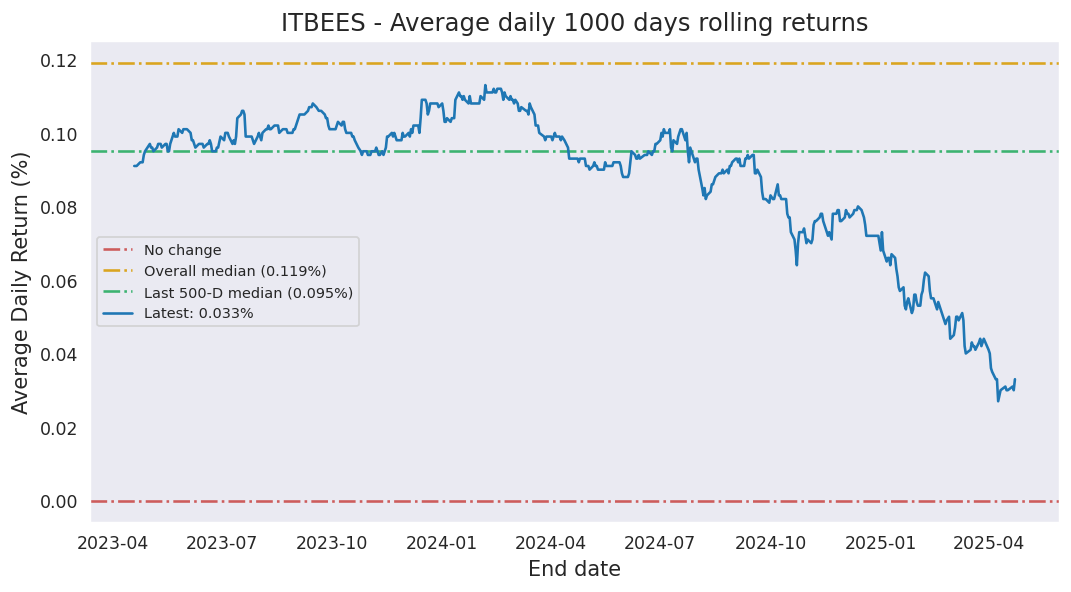 ITBEES - Average daily 1000 days rolling returns
Average Daily Return (%)
0.12
0.10
0.08
0.06
0.04
0.02
0.00
No change
Overall median (0.119%)
Last 500-D median (0.095%)
Latest: 0.033%
2023-04 2023-07 2023-10 2024-01 2024-04 2024-07 2024-10 2025-01 2025-04
End date